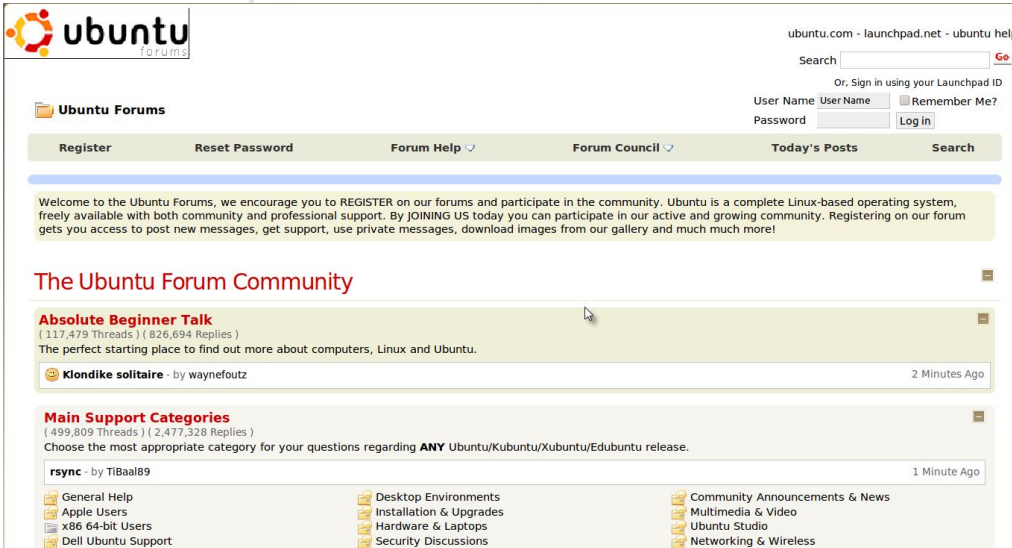 ubuntu
forums
ubuntu.com - launchpad.net - ubuntu help
Search Go
Or, Sign in using your Launchpad ID
Ubuntu Forums
User Name User Name Remember Me?
Password Log in
Register Reset Password Forum Help Forum Council Today's Posts Search
Welcome to the Ubuntu Forums, we encourage you to REGISTER on our forums and participate in the community. Ubuntu is a complete Linux-based operating system,
freely available with both community and professional support. By JOINING US today you can participate in our active and growing community. Registering on our forum
gets you access to post new messages, get support, use private messages, download images from our gallery and much much more!
The Ubuntu Forum Community
Absolute Beginner Talk
( 117,479 Threads ) ( 826,694 Replies )
The perfect starting place to find out more about computers, Linux and Ubuntu.
Klondike solitaire - by waynefoutz 2 Minutes Ago
Main Support Categories
( 499,809 Threads ) ( 2,477,328 Replies )
Choose the most appropriate category for your questions regarding ANY Ubuntu/Kubuntu/Xubuntu/Edubuntu release.
rsync - by TiBaal89 1 Minute Ago
General Help Desktop Environments Community Announcements & News
Apple Users Installation & Upgrades Multimedia & Video
x86 64-bit Users Hardware & Laptops Ubuntu Studio
Dell Ubuntu Support Security Discussions Networking & Wireless